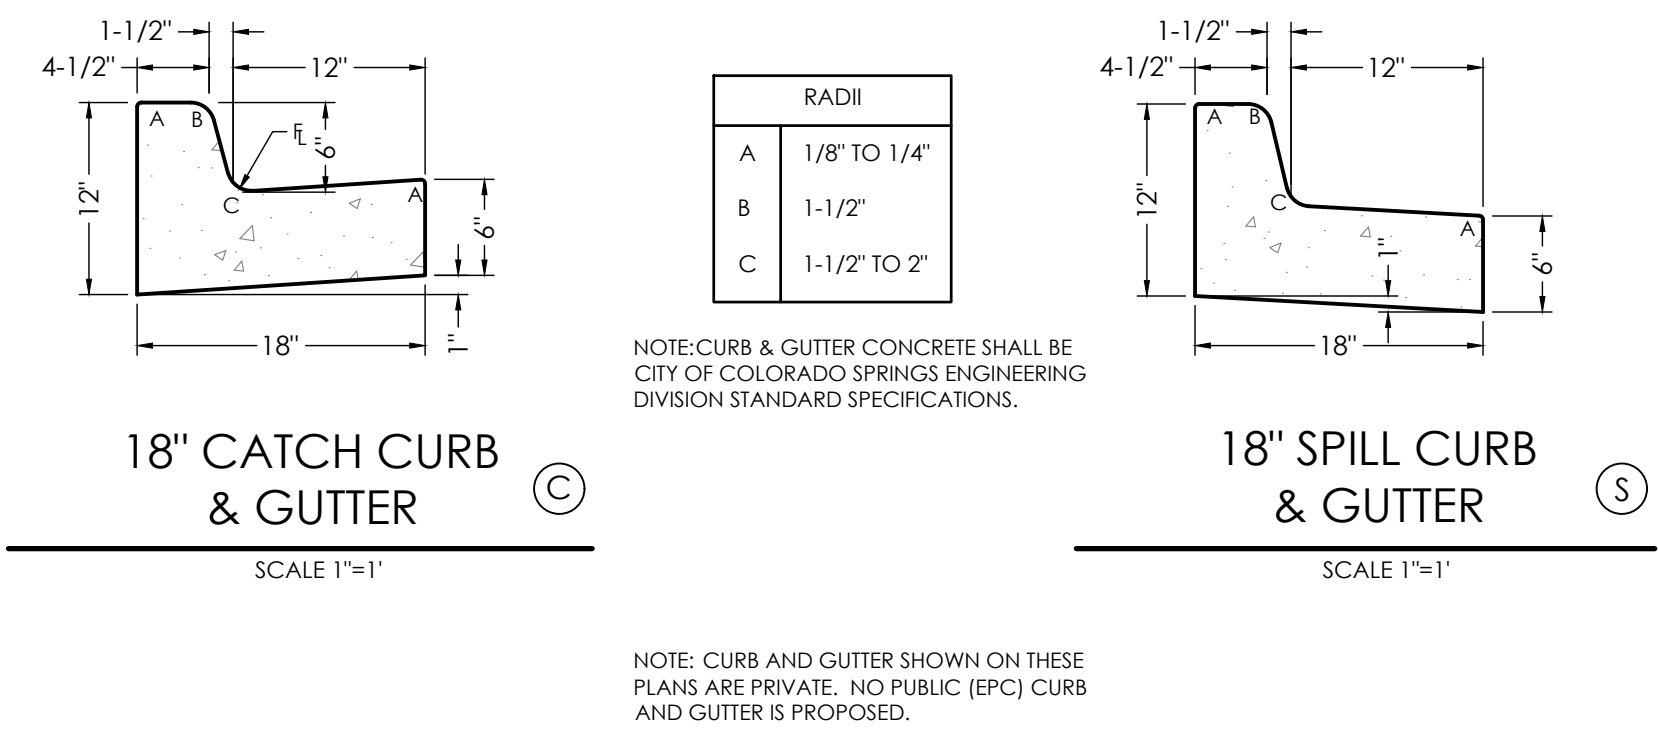 1-1/2"
4-1/2"
12"
A
B
FL
6"
12"
C
A
6"
18"
1"
18" CATCH CURB
& GUTTER
C
SCALE 1"=1'
RADII
A 1/8" TO 1/4"
B 1-1/2"
C 1-1/2" TO 2"
NOTE:CURB & GUTTER CONCRETE SHALL BE
CITY OF COLORADO SPRINGS ENGINEERING
DIVISION STANDARD SPECIFICATIONS.
1-1/2"
4-1/2"
12"
A
B
12"
C
A
1"
6"
18"
18" SPILL CURB
& GUTTER
S
SCALE 1"=1'
NOTE: CURB AND GUTTER SHOWN ON THESE
PLANS ARE PRIVATE. NO PUBLIC (EPC) CURB
AND GUTTER IS PROPOSED.